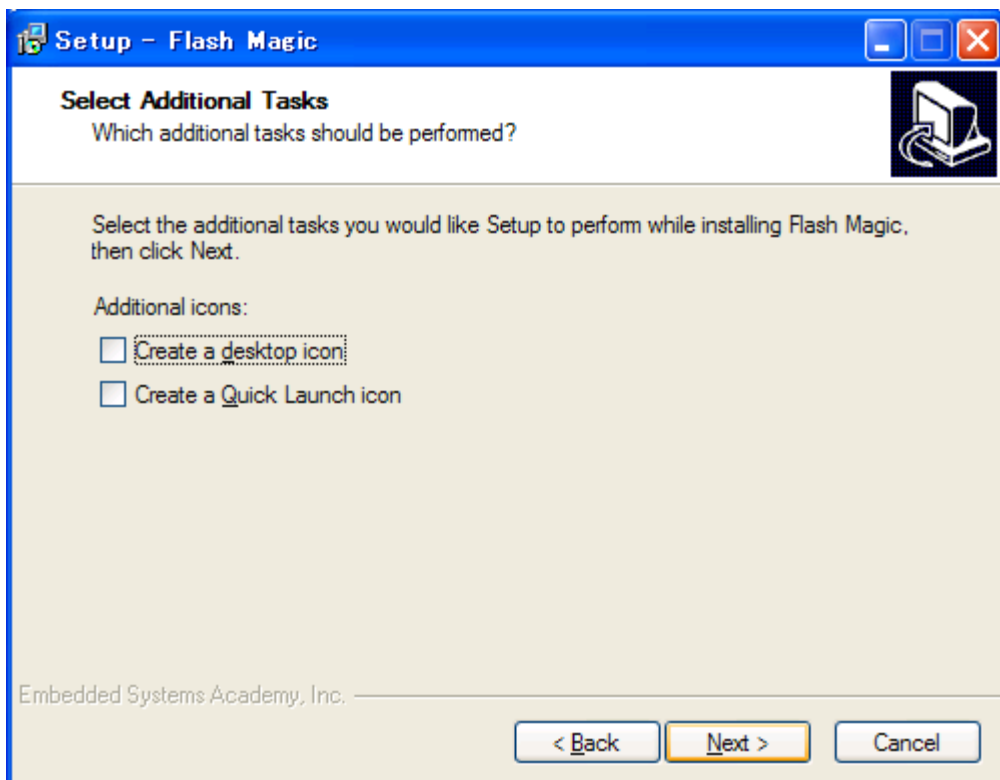 Setup - Flash Magic
Select Additional Tasks
Which additional tasks should be performed?
Select the additional tasks you would like Setup to perform while installing Flash Magic,
then click Next.
Additional icons:
Create a desktop icon
Create a Quick Launch icon
Embedded Systems Academy, Inc.
< Back Next > Cancel